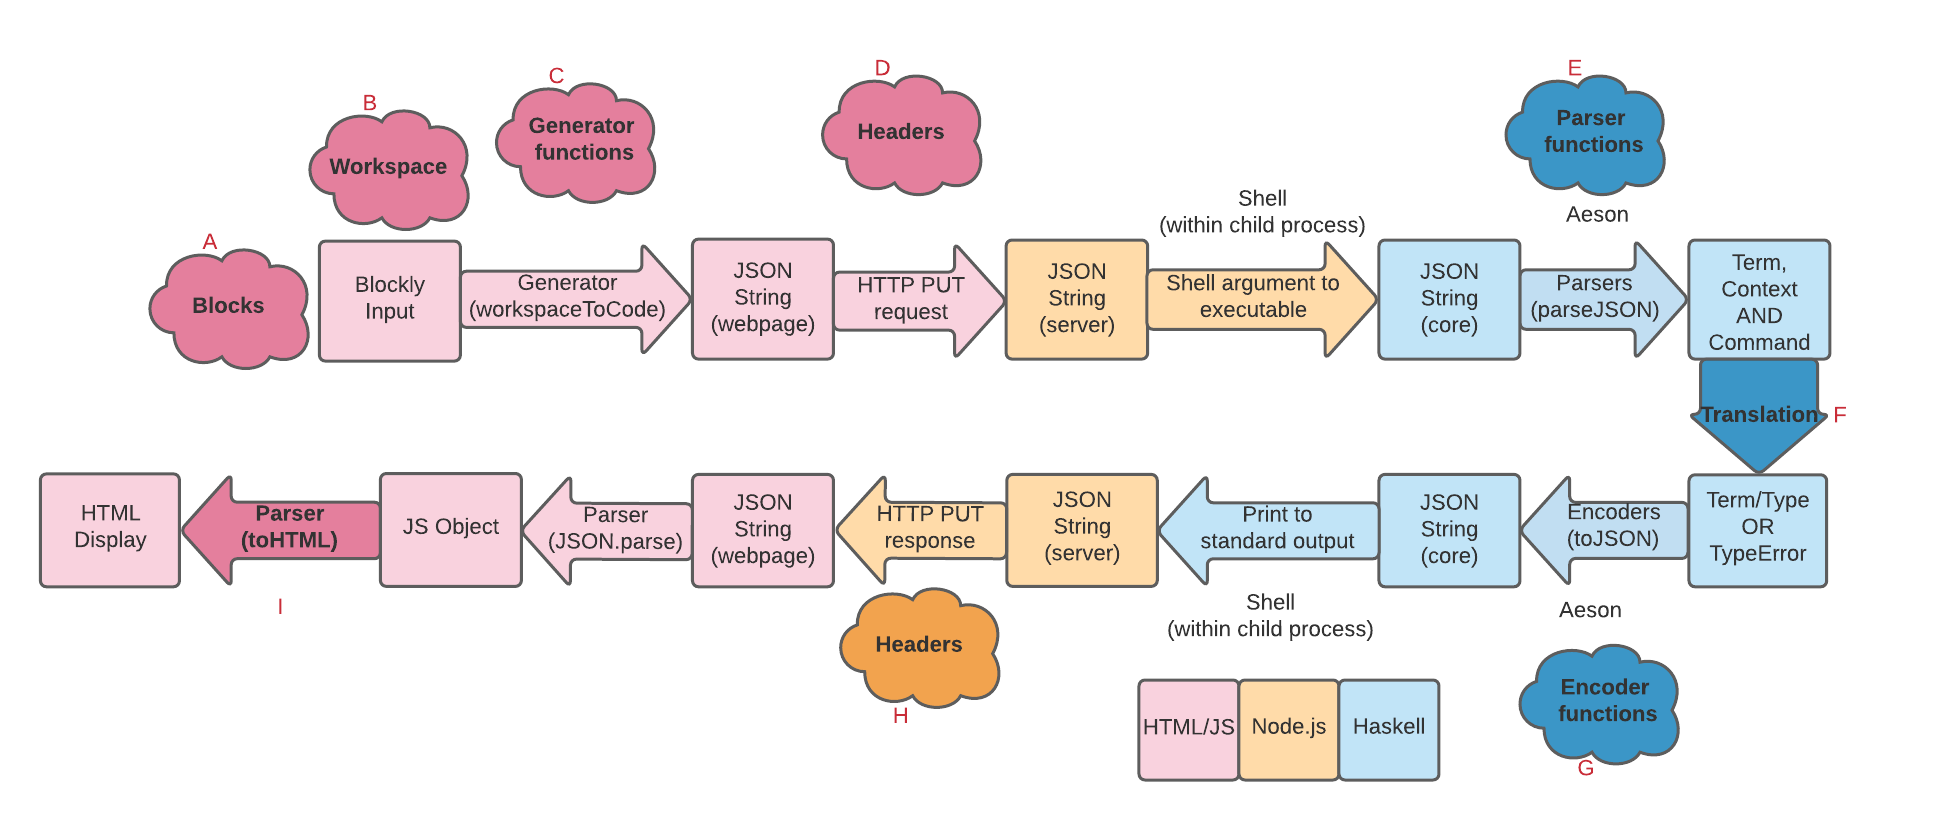 A
Blocks
B
Workspace
Blockly
Input
C
Generator
functions
Generator
(workspaceToCode)
JSON
String
(webpage)
D
Headers
HTTP PUT
request
JSON
String
(server)
Shell
(within child process)
Shell argument to
executable
JSON
String
(core)
E
Parser
functions
Aeson
Parsers
(parseJSON)
Term,
Context
AND
Command
Translation
F
Term/Type
OR
TypeError
Encoders
(toJSON)
Aeson
Encoder
functions
G
JSON
String
(core)
Print to
standard output
Shell
(within child process)
JSON
String
(server)
HTTP PUT
response
Headers
H
JSON
String
(webpage)
Parser
(JSON.parse)
JS Object
Parser
(toHTML)
I
HTML
Display
HTML/JS
Node.js
Haskell